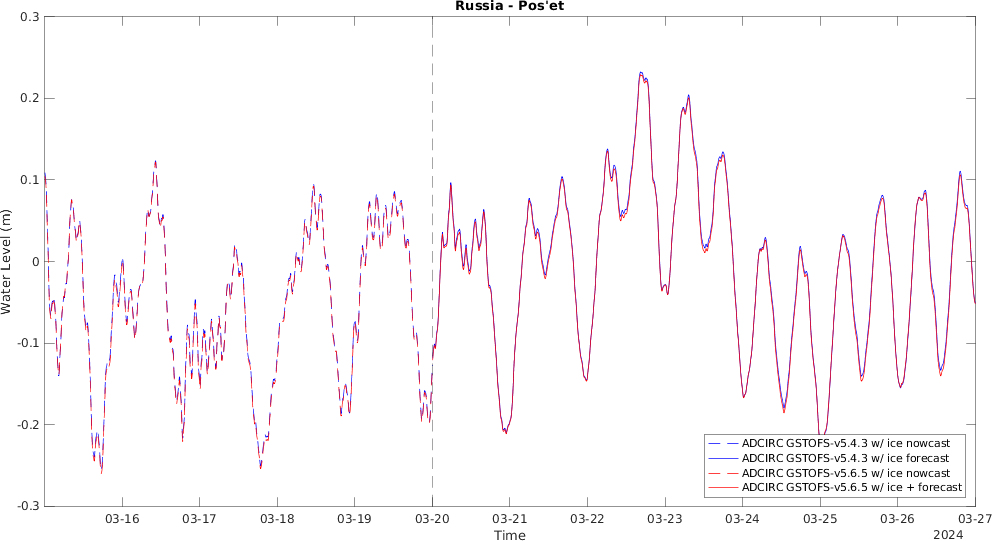 Russia - Pos'et
0.3
0.2
0.1
0
-0.1
-0.2
-0.3
Water Level (m)
03-16 03-17 03-18 03-19 03-20 03-21 03-22 03-23 03-24 03-25 03-26 03-27
Time
2024
ADCIRC GSTOFS-v5.4.3 w/ ice nowcast
ADCIRC GSTOFS-v5.4.3 w/ ice forecast
ADCIRC GSTOFS-v5.6.5 w/ ice nowcast
ADCIRC GSTOFS-v5.6.5 w/ ice + forecast